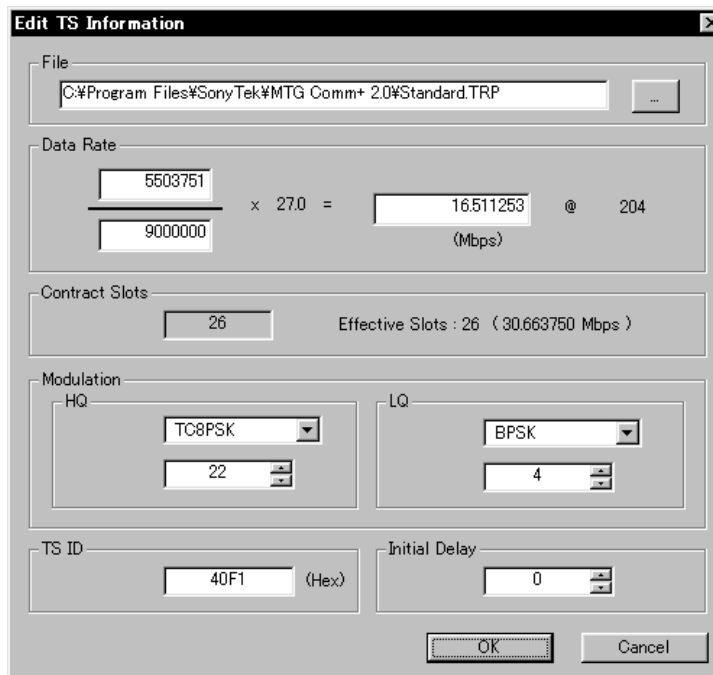 Edit TS Information
File
C:¥Program Files¥SonyTek¥MTG Comm+ 2.0¥Standard.TRP
...
Data Rate
5503751
x 27.0 = 16.511253 @ 204
9000000
(Mbps)
Contract Slots
26 Effective Slots : 26 ( 30.663750 Mbps )
Modulation
HQ
TC8PSK
22
LQ
BPSK
4
TS ID
40F1 (Hex)
Initial Delay
0
OK Cancel